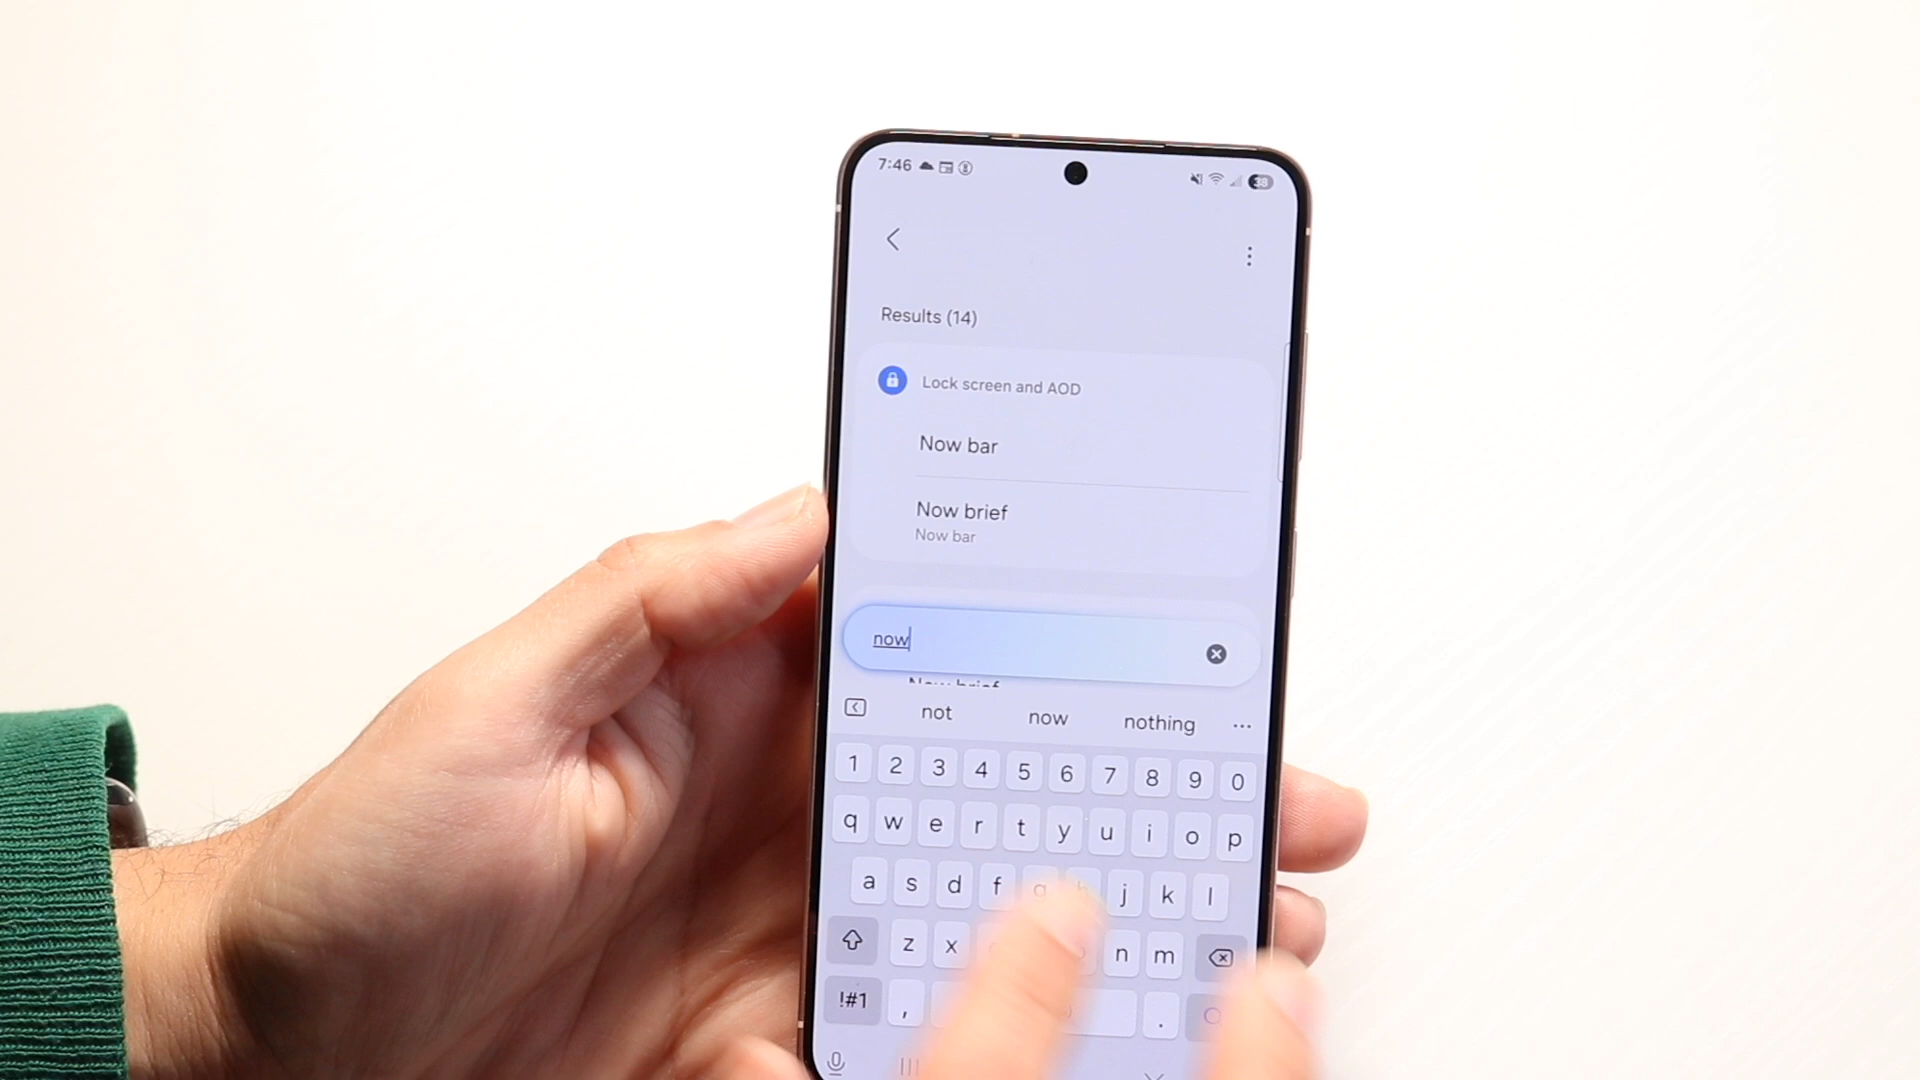 7:46
38
Results (14)
Lock screen and AOD
Now bar
Now brief
Now bar
now
Now brief
not now nothing ...
1 2 3 4 5 6 7 8 9 0
q w e r t y u i o p
a s d f g h j k l
z x n m
!#1 , .